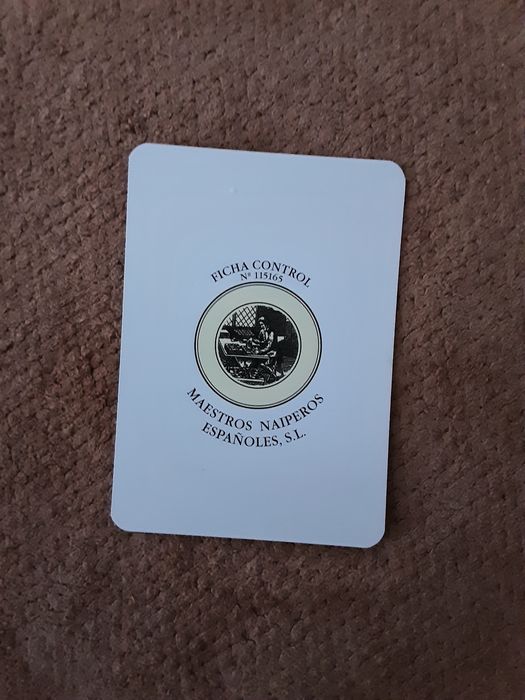 FICHA CONTROL
Nº 115165
MAESTROS NAIPEROS
ESPAÑOLES, S.L.